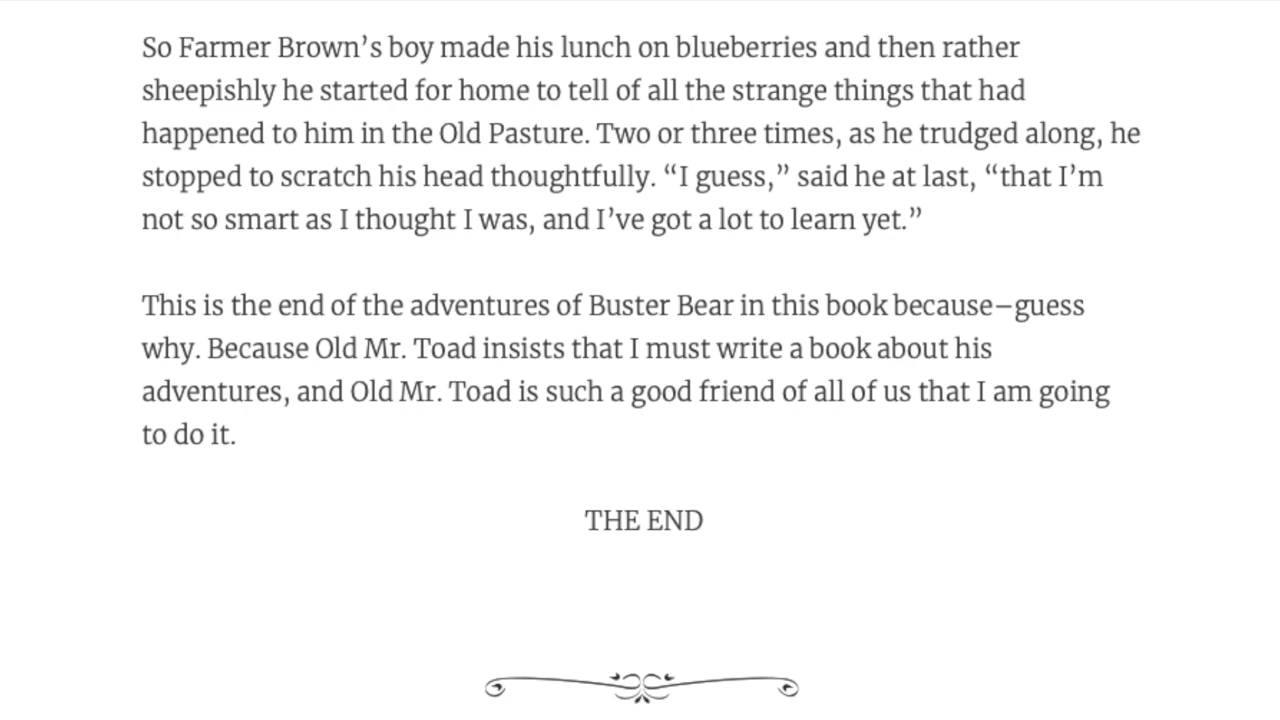 So Farmer Brown’s boy made his lunch on blueberries and then rather
sheepishly he started for home to tell of all the strange things that had
happened to him in the Old Pasture. Two or three times, as he trudged along, he
stopped to scratch his head thoughtfully. “I guess,” said he at last, “that I’m
not so smart as I thought I was, and I’ve got a lot to learn yet.”
This is the end of the adventures of Buster Bear in this book because–guess
why. Because Old Mr. Toad insists that I must write a book about his
adventures, and Old Mr. Toad is such a good friend of all of us that I am going
to do it.
THE END